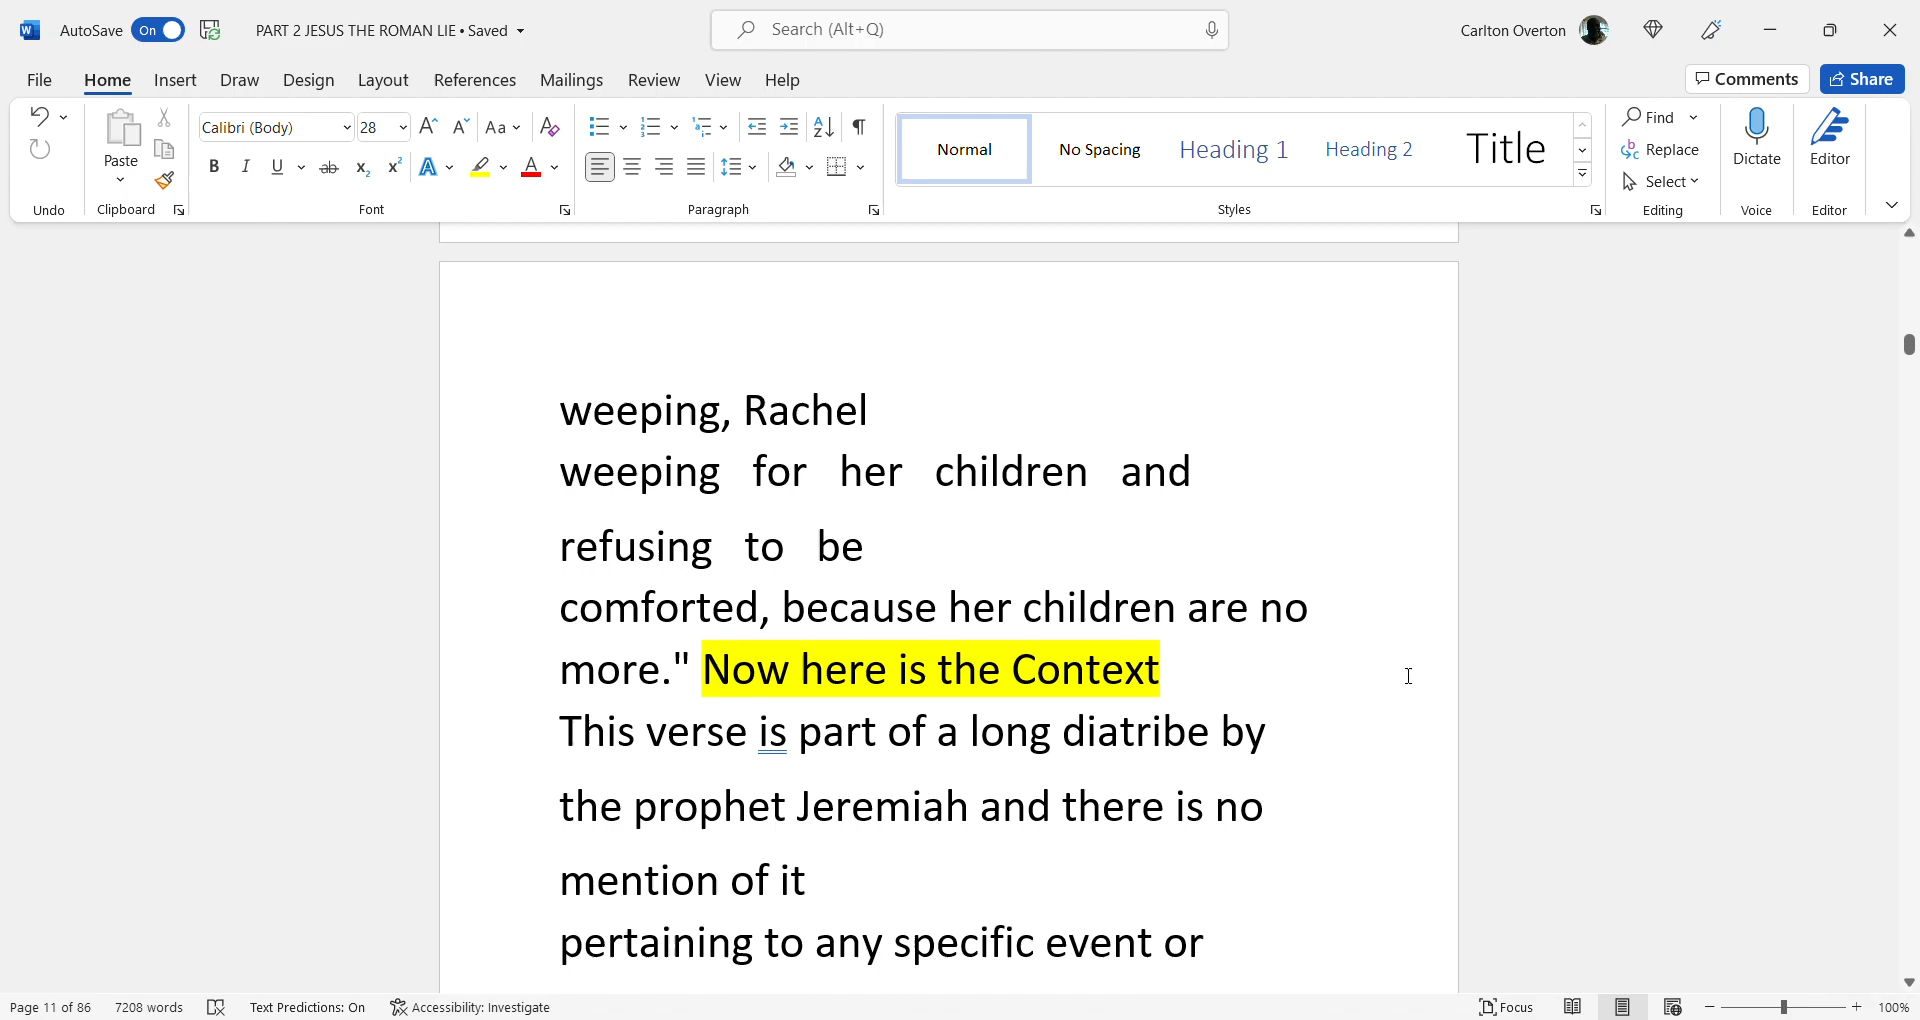 AutoSave On PART 2 JESUS THE ROMAN LIE • Saved Search (Alt+Q) Carlton Overton
File Home Insert Draw Design Layout References Mailings Review View Help Comments Share
Calibri (Body) 28 Aa
Paste
B I U ab x₂ x² A A
Normal No Spacing Heading 1 Heading 2 Title
Find
Replace
Select
Dictate Editor
Undo Clipboard Font Paragraph Styles Editing Voice Editor
weeping, Rachel
weeping for her children and
refusing to be
comforted, because her children are no
more." Now here is the Context
This verse is part of a long diatribe by
the prophet Jeremiah and there is no
mention of it
pertaining to any specific event or
Page 11 of 86 7208 words Text Predictions: On Accessibility: Investigate Focus 100%